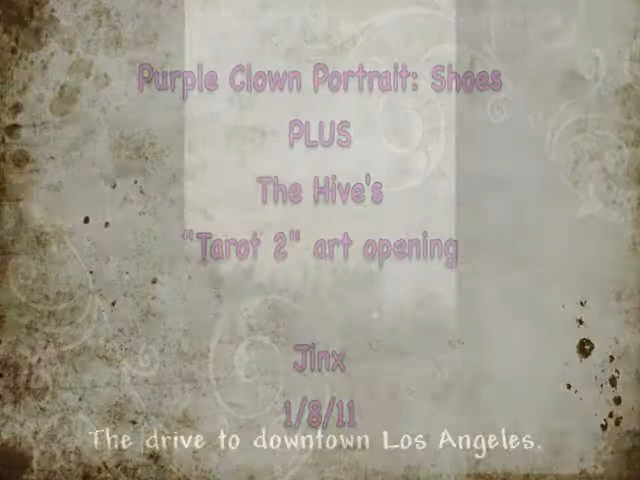 Purple Clown Portrait: Shoes
PLUS
The Hive's
"Tarot 2" art opening
Jinx
1/8/11
The drive to downtown Los Angeles.